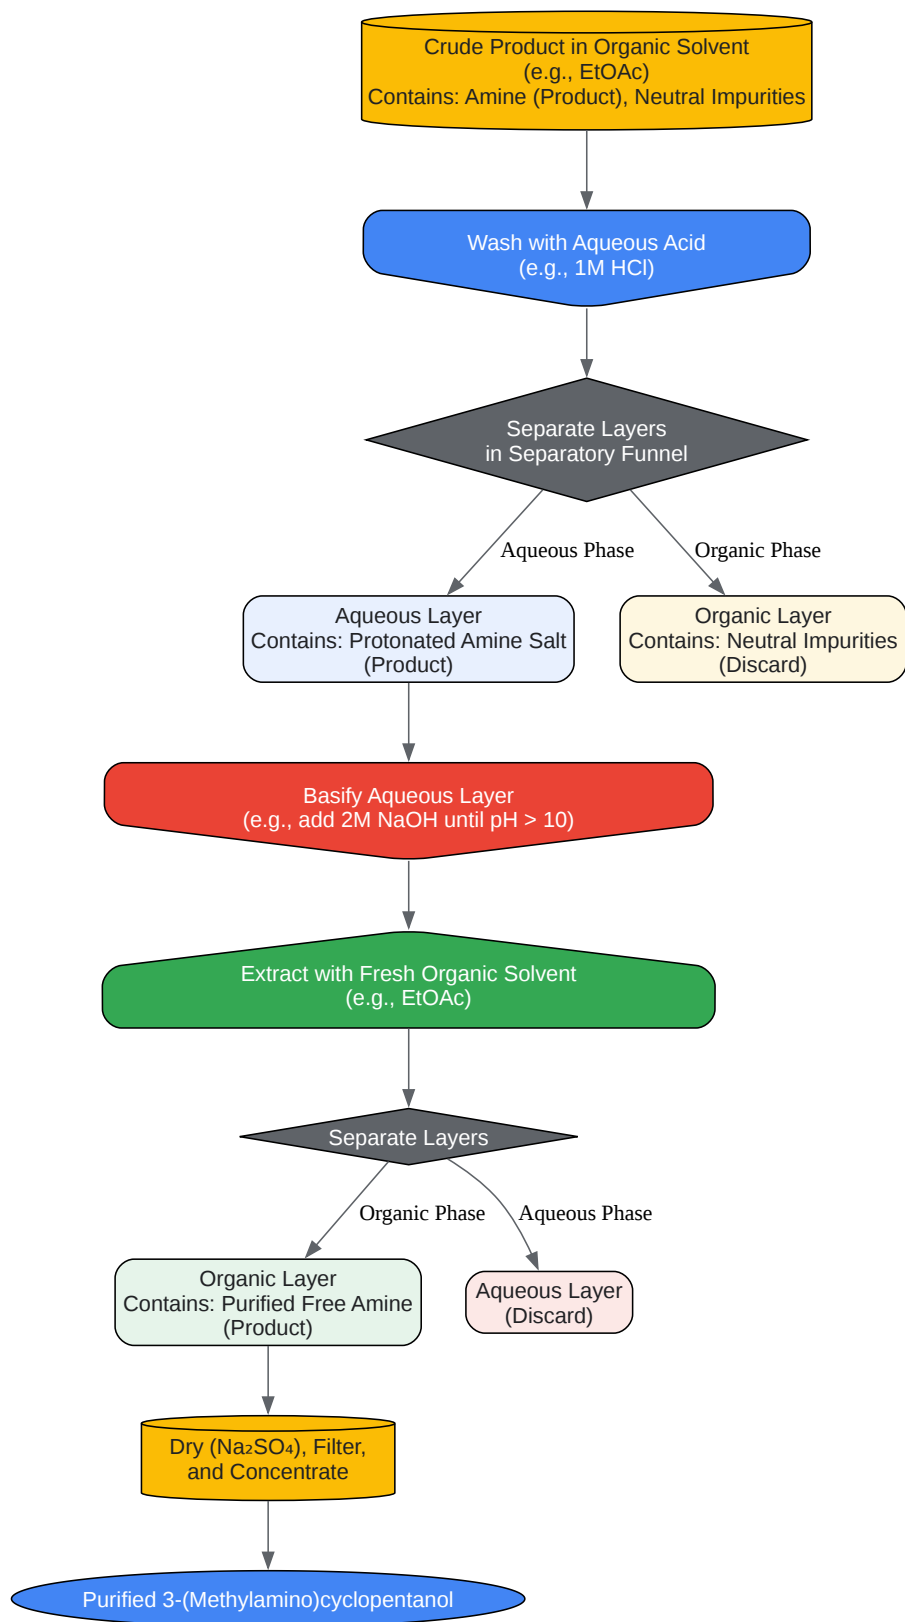 Crude Product in Organic Solvent
(e.g., EtOAc)
Contains: Amine (Product), Neutral Impurities
Wash with Aqueous Acid
(e.g., 1M HCl)
Separate Layers
in Separatory Funnel
Aqueous Phase
Organic Phase
Aqueous Layer
Contains: Protonated Amine Salt
(Product)
Organic Layer
Contains: Neutral Impurities
(Discard)
Basify Aqueous Layer
(e.g., add 2M NaOH until pH > 10)
Extract with Fresh Organic Solvent
(e.g., EtOAc)
Separate Layers
Organic Phase
Aqueous Phase
Organic Layer
Contains: Purified Free Amine
(Product)
Aqueous Layer
(Discard)
Dry (Na₂SO₄), Filter,
and Concentrate
Purified 3-(Methylamino)cyclopentanol